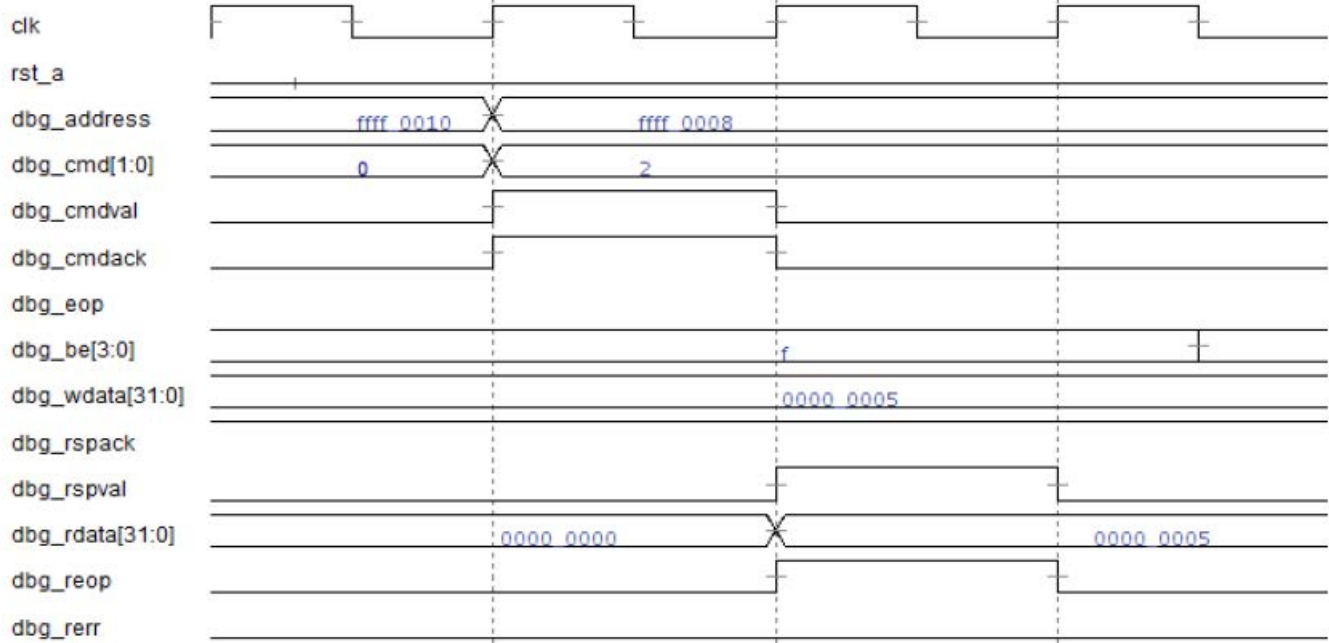 clk
rst_a
dbg_address ffff_0010 ffff_0008
dbg_cmd[1:0] 0 2
dbg_cmdval
dbg_cmdack
dbg_eop
dbg_be[3:0] f
dbg_wdata[31:0] 0000_0005
dbg_rspack
dbg_rspval
dbg_rdata[31:0] 0000_0000 0000_0005
dbg_reop
dbg_rerr